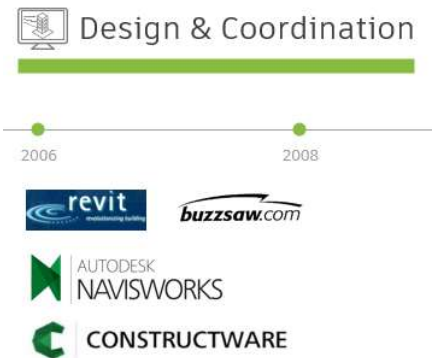 Design & Coordination
2006 2008
revit
revolutionizing building
buzzsaw.com
AUTODESK
NAVISWORKS
CONSTRUCTWARE